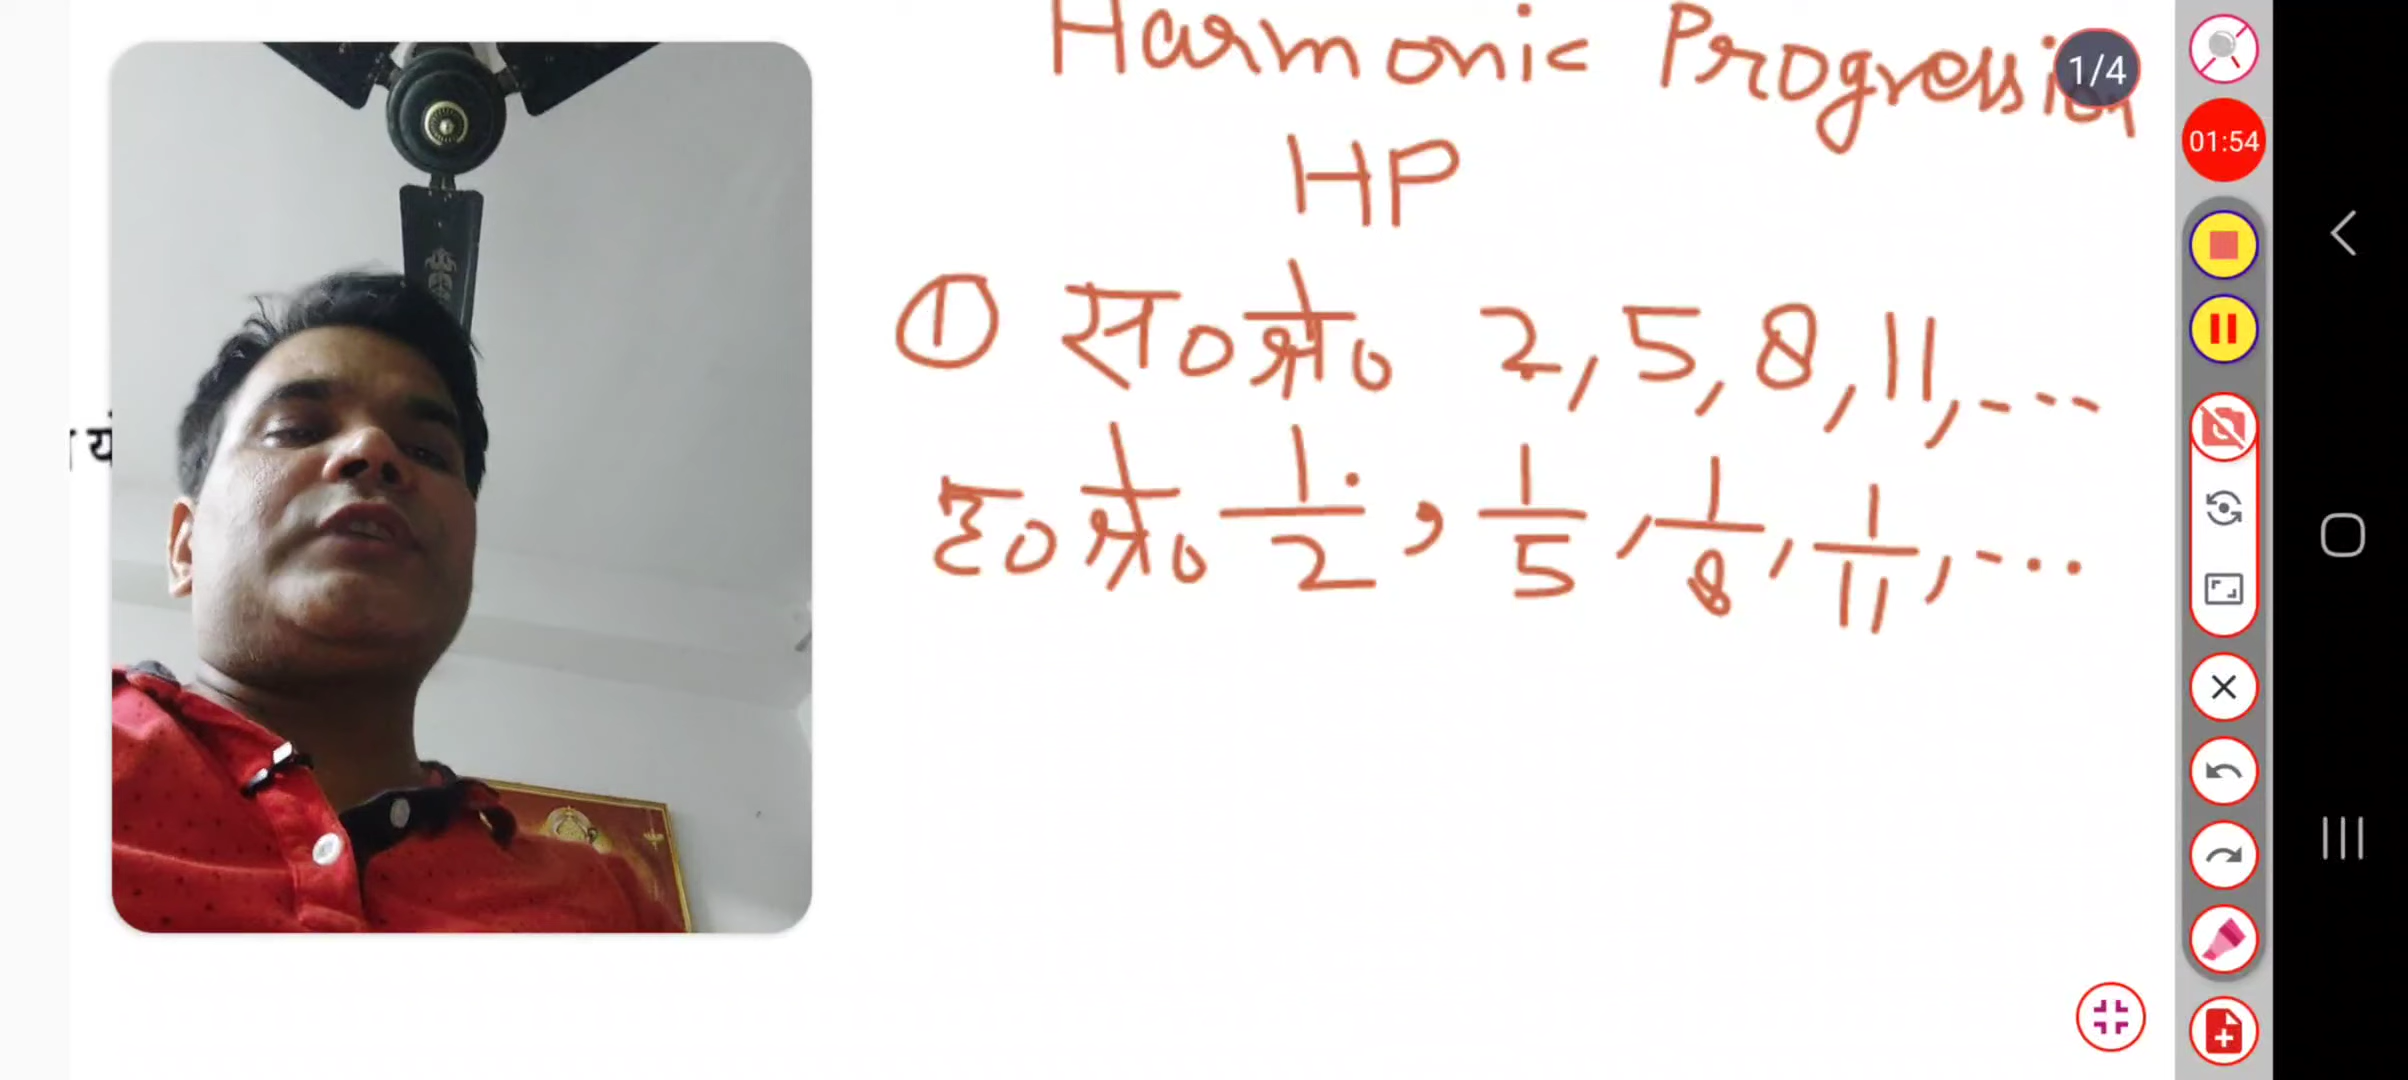 Harmonic Progression
1/4
01:54
HP
① स० श्रे० 2, 5, 8, 11, ...
ह० श्रे० 1/2, 1/5, 1/8, 1/11, ...